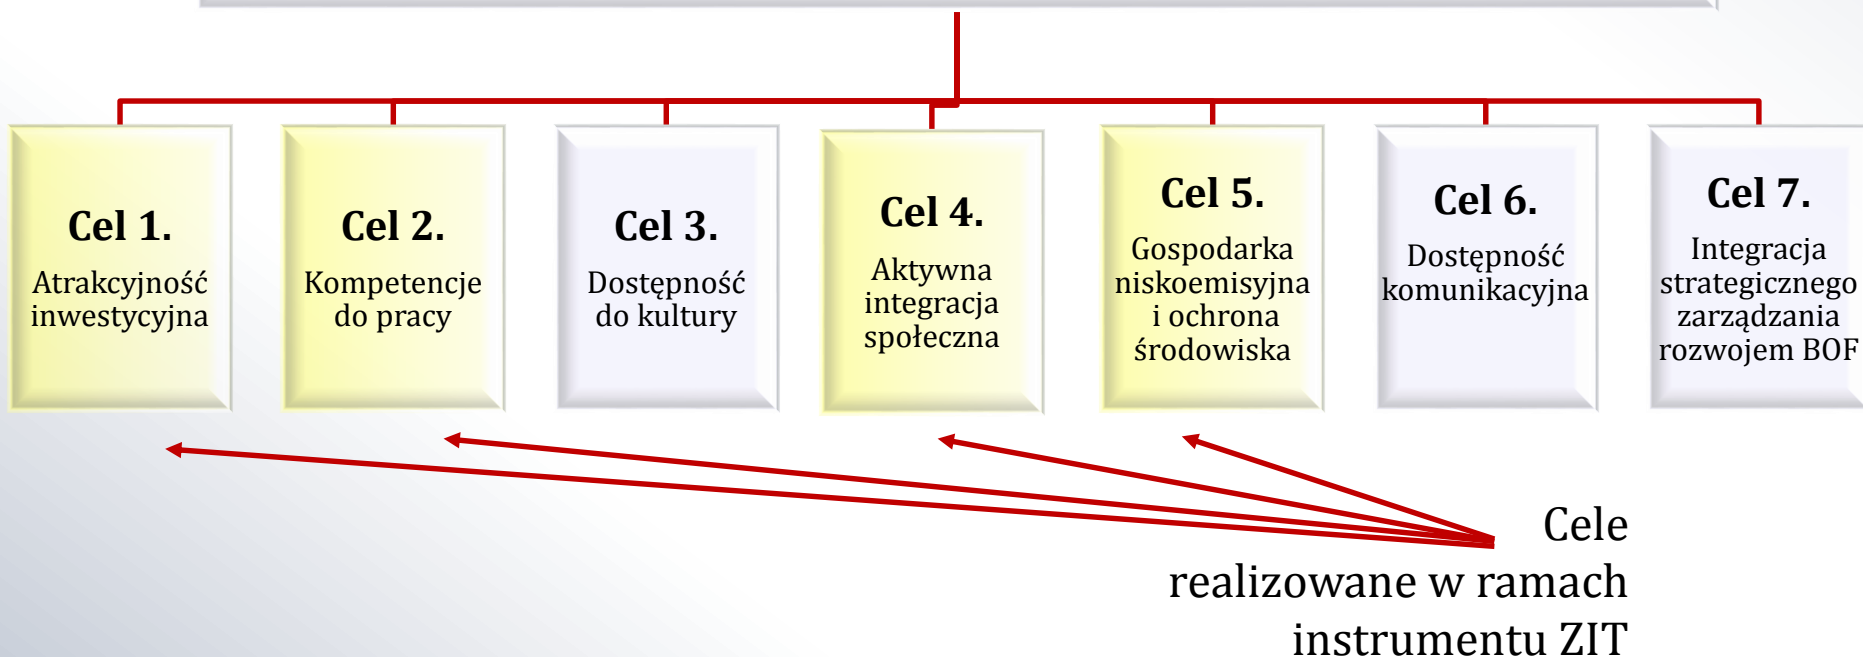 Cel 1.
Atrakcyjność
inwestycyjna
Cel 2.
Kompetencje
do pracy
Cel 3.
Dostępność
do kultury
Cel 4.
Aktywna
integracja
społeczna
Cel 5.
Gospodarka
niskoemisyjna
i ochrona
środowiska
Cel 6.
Dostępność
komunikacyjna
Cel 7.
Integracja
strategicznego
zarządzania
rozwojem BOF
Cele
realizowane w ramach
instrumentu ZIT